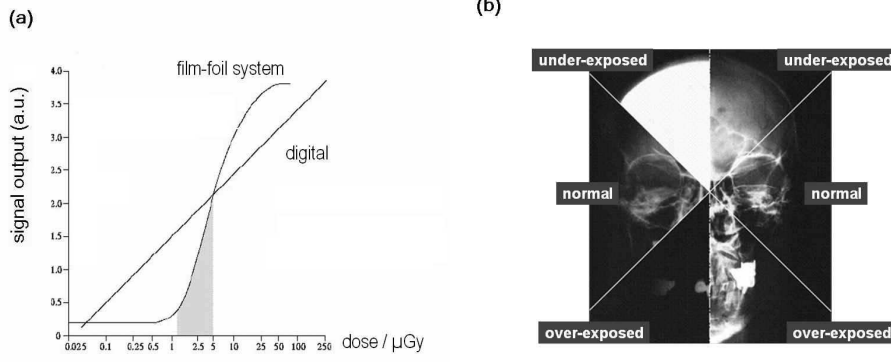 (a)
signal output (a.u.)
4.0
3.5
3.0
2.5
2.0
1.5
1.0
0.5
0
film-foil system
digital
0.025 0.1 0.25 0.5 1 2.5 5 10 25 50 100 250
dose / µGy
(b)
under-exposed
under-exposed
normal
normal
over-exposed
over-exposed